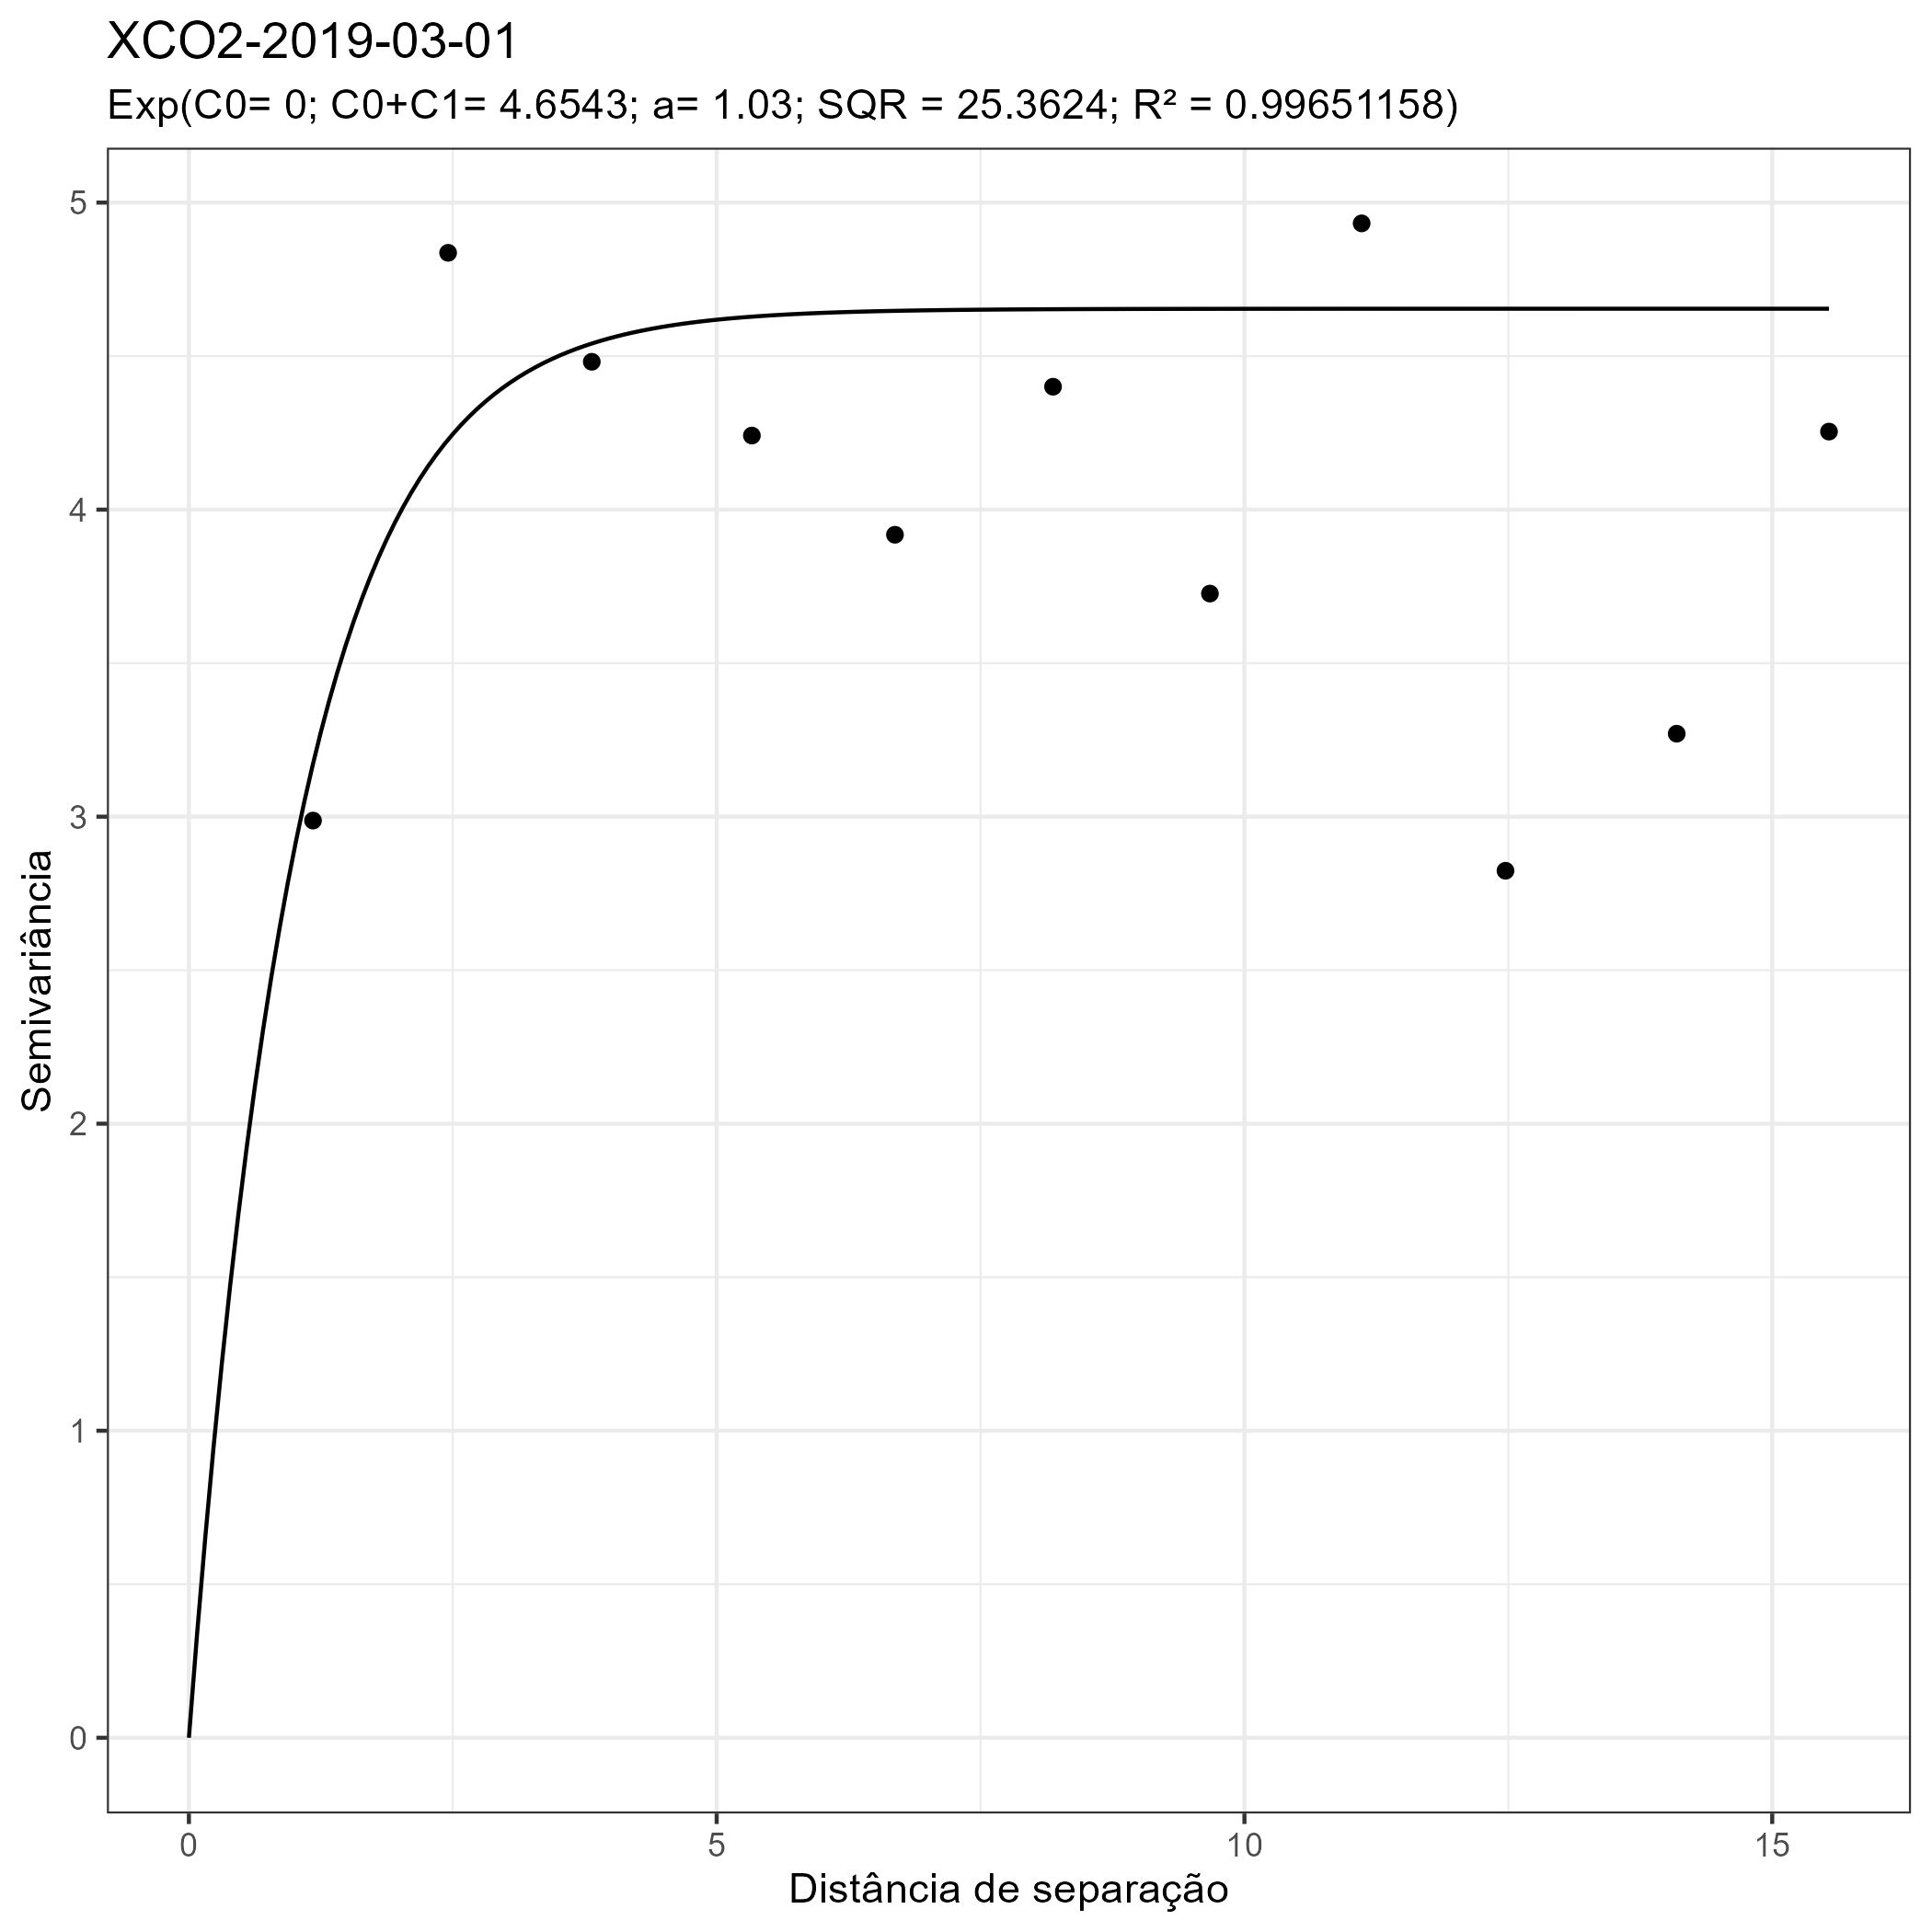 XCO2-2019-03-01
Exp(C0= 0; C0+C1= 4.6543; a= 1.03; SQR = 25.3624; R² = 0.99651158)
5
4
3
2
1
0
Semivariância
0 5 10 15
Distância de separação